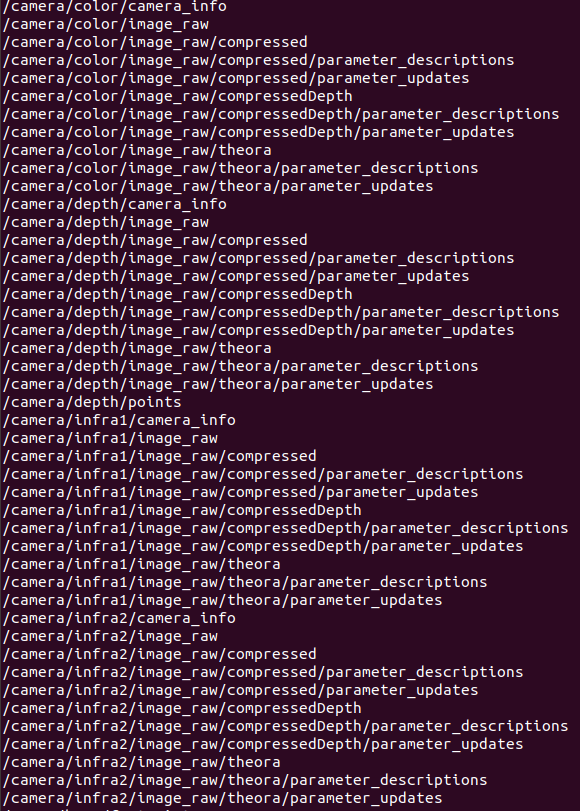 /camera/color/camera_info
/camera/color/image_raw
/camera/color/image_raw/compressed
/camera/color/image_raw/compressed/parameter_descriptions
/camera/color/image_raw/compressed/parameter_updates
/camera/color/image_raw/compressedDepth
/camera/color/image_raw/compressedDepth/parameter_descriptions
/camera/color/image_raw/compressedDepth/parameter_updates
/camera/color/image_raw/theora
/camera/color/image_raw/theora/parameter_descriptions
/camera/color/image_raw/theora/parameter_updates
/camera/depth/camera_info
/camera/depth/image_raw
/camera/depth/image_raw/compressed
/camera/depth/image_raw/compressed/parameter_descriptions
/camera/depth/image_raw/compressed/parameter_updates
/camera/depth/image_raw/compressedDepth
/camera/depth/image_raw/compressedDepth/parameter_descriptions
/camera/depth/image_raw/compressedDepth/parameter_updates
/camera/depth/image_raw/theora
/camera/depth/image_raw/theora/parameter_descriptions
/camera/depth/image_raw/theora/parameter_updates
/camera/depth/points
/camera/infra1/camera_info
/camera/infra1/image_raw
/camera/infra1/image_raw/compressed
/camera/infra1/image_raw/compressed/parameter_descriptions
/camera/infra1/image_raw/compressed/parameter_updates
/camera/infra1/image_raw/compressedDepth
/camera/infra1/image_raw/compressedDepth/parameter_descriptions
/camera/infra1/image_raw/compressedDepth/parameter_updates
/camera/infra1/image_raw/theora
/camera/infra1/image_raw/theora/parameter_descriptions
/camera/infra1/image_raw/theora/parameter_updates
/camera/infra2/camera_info
/camera/infra2/image_raw
/camera/infra2/image_raw/compressed
/camera/infra2/image_raw/compressed/parameter_descriptions
/camera/infra2/image_raw/compressed/parameter_updates
/camera/infra2/image_raw/compressedDepth
/camera/infra2/image_raw/compressedDepth/parameter_descriptions
/camera/infra2/image_raw/compressedDepth/parameter_updates
/camera/infra2/image_raw/theora
/camera/infra2/image_raw/theora/parameter_descriptions
/camera/infra2/image_raw/theora/parameter_updates